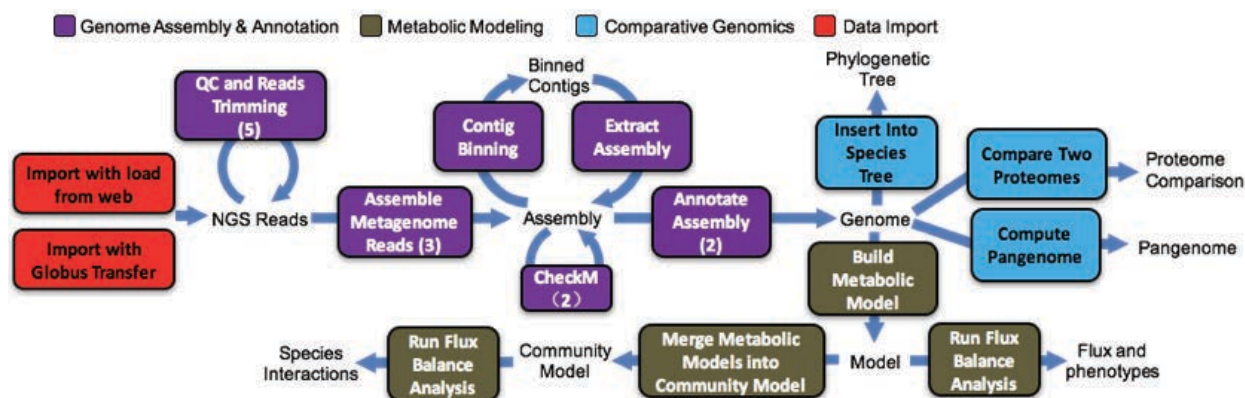 Genome Assembly & Annotation
Metabolic Modeling
Comparative Genomics
Data Import
QC and Reads
Trimming
(5)
Binned
Contigs
Phylogenetic
Tree
Contig
Binning
Extract
Assembly
Insert Into
Species
Tree
Compare Two
Proteomes
Proteome
Comparison
Import with load
from web
NGS Reads
Assemble
Metagenome
Reads (3)
Assembly
Annotate
Assembly
(2)
Genome
Import with
Globus Transfer
CheckM
（2）
Compute
Pangenome
Pangenome
Build
Metabolic
Model
Species
Interactions
Run Flux
Balance
Analysis
Community
Model
Merge Metabolic
Models into
Community Model
Model
Run Flux
Balance
Analysis
Flux and
phenotypes